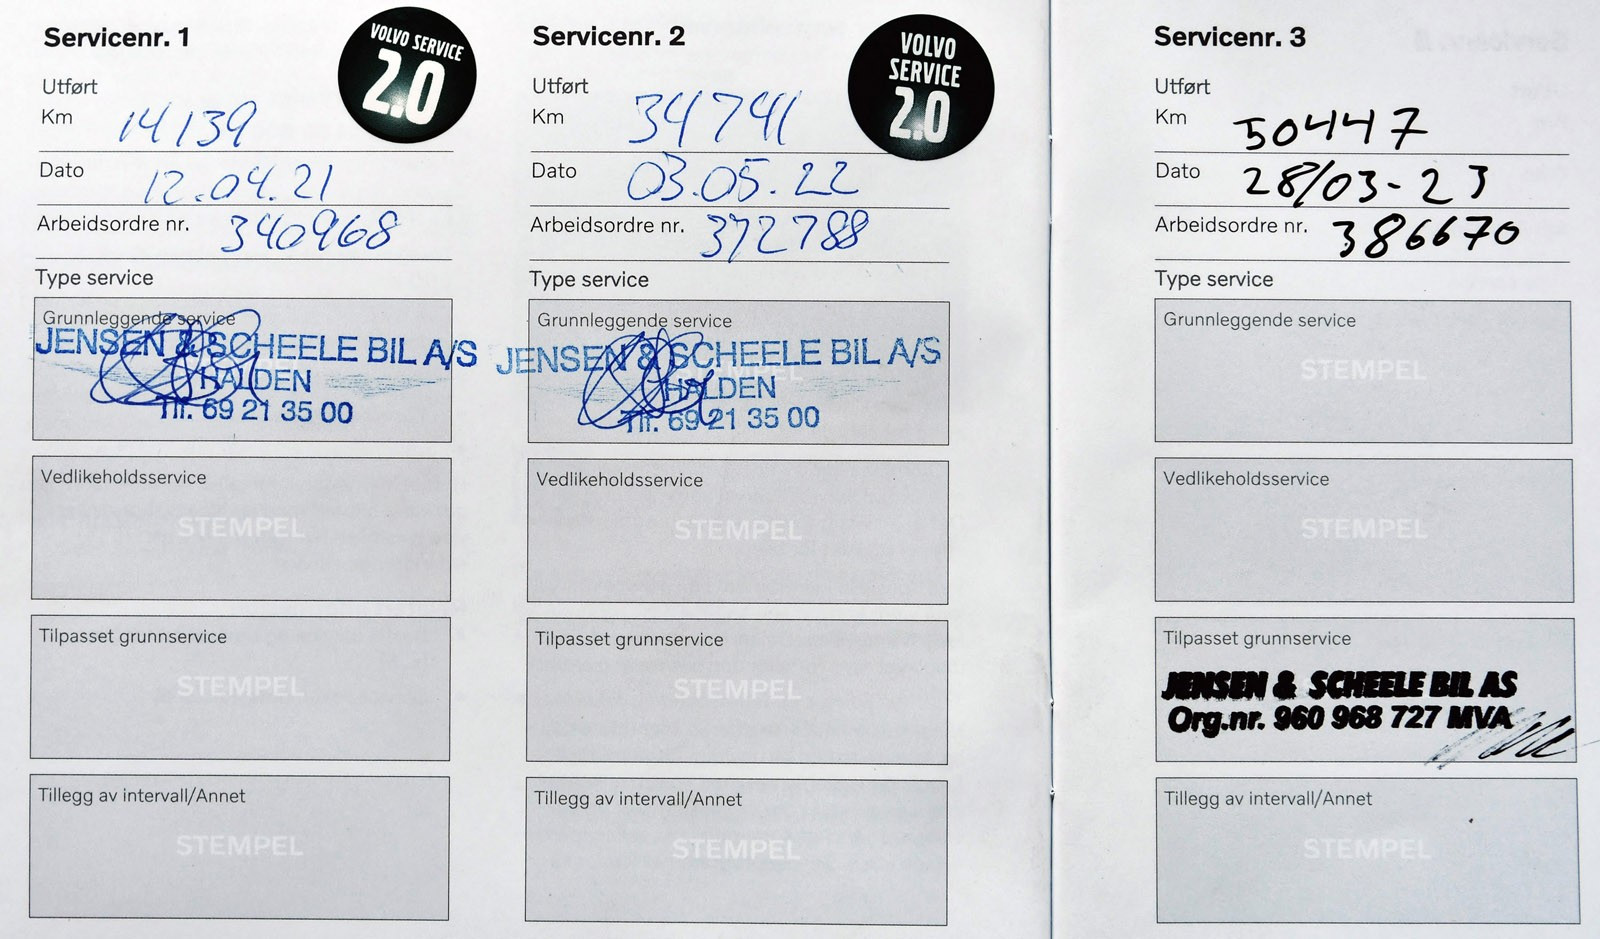 Servicenr. 1
VOLVO SERVICE
2.0
Utført
Km 14139
Dato 12.04.21
Arbeidsordre nr. 340968
Type service
Grunnleggende service
JENSEN & SCHEELE BIL A/S
HALDEN
Tlf. 69 21 35 00
Vedlikeholdsservice
STEMPEL
Tilpasset grunnservice
STEMPEL
Tillegg av intervall/Annet
STEMPEL
Servicenr. 2
VOLVO
SERVICE
2.0
Utført
Km 34741
Dato 03.05.22
Arbeidsordre nr. 372788
Type service
Grunnleggende service
JENSEN & SCHEELE BIL A/S
HALDEN
Tlf. 69 21 35 00
Vedlikeholdsservice
STEMPEL
Tilpasset grunnservice
STEMPEL
Tillegg av intervall/Annet
STEMPEL
Servicenr. 3
Utført
Km 50447
Dato 28/03-23
Arbeidsordre nr. 386670
Type service
Grunnleggende service
STEMPEL
Vedlikeholdsservice
STEMPEL
Tilpasset grunnservice
JENSEN & SCHEELE BIL AS
Org.nr. 960 968 727 MVA
Tillegg av intervall/Annet
STEMPEL